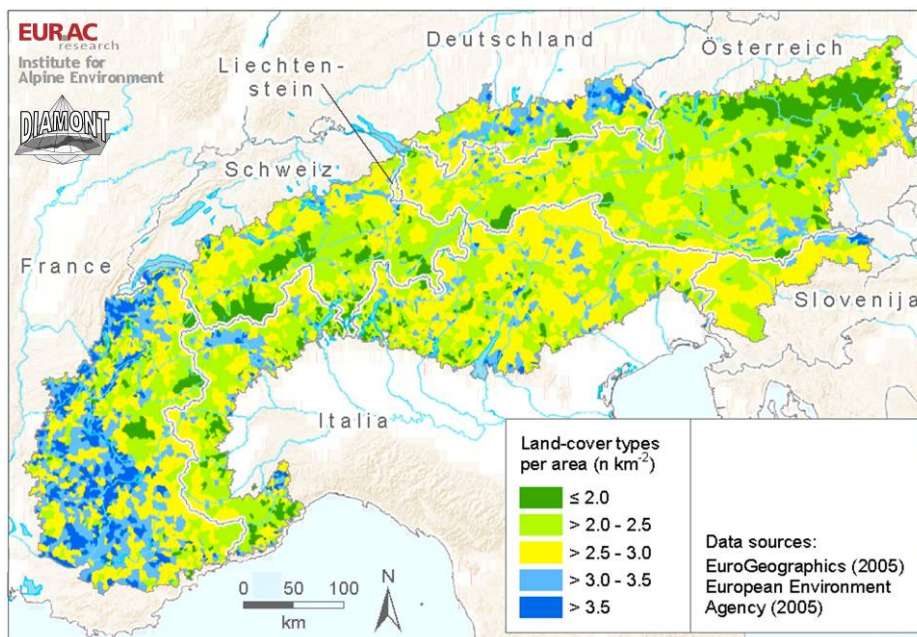 EURAC
research
Institute for
Alpine Environment
DIAMONT
Deutschland
Österreich
Liechten-
stein
Schweiz
France
Slovenija
Italia
Land-cover types
per area (n km-2)
≤ 2.0
> 2.0 - 2.5
> 2.5 - 3.0
> 3.0 - 3.5
> 3.5
Data sources:
EuroGeographics (2005)
European Environment
Agency (2005)
0 50 100
km
N